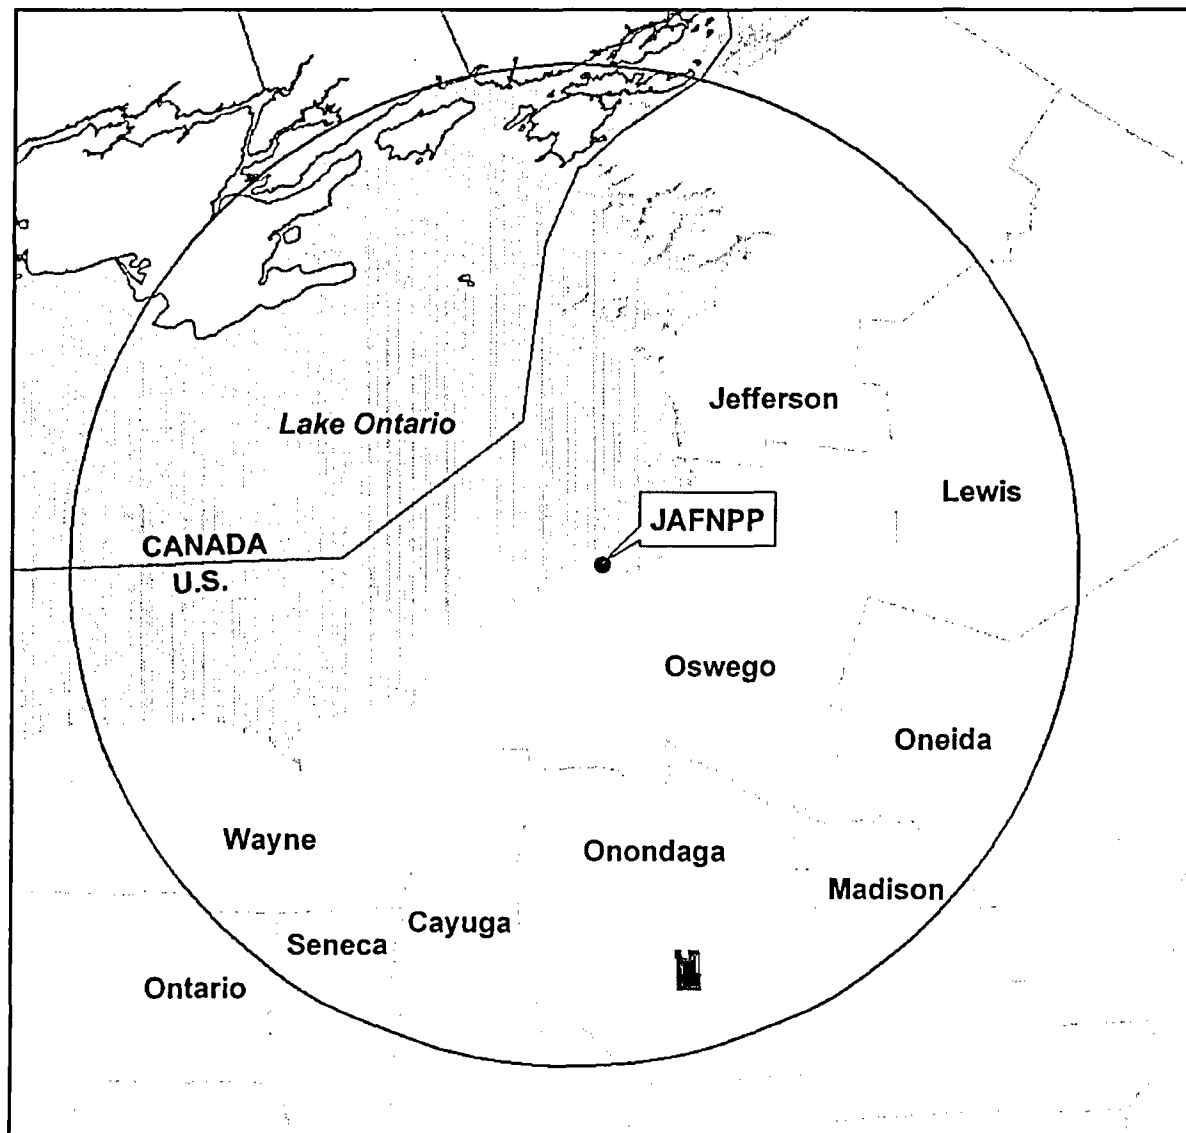 Jefferson
Lake Ontario
Lewis
JAFNPP
CANADA
U.S.
Oswego
Oneida
Wayne
Onondaga
Madison
Cayuga
Seneca
Ontario